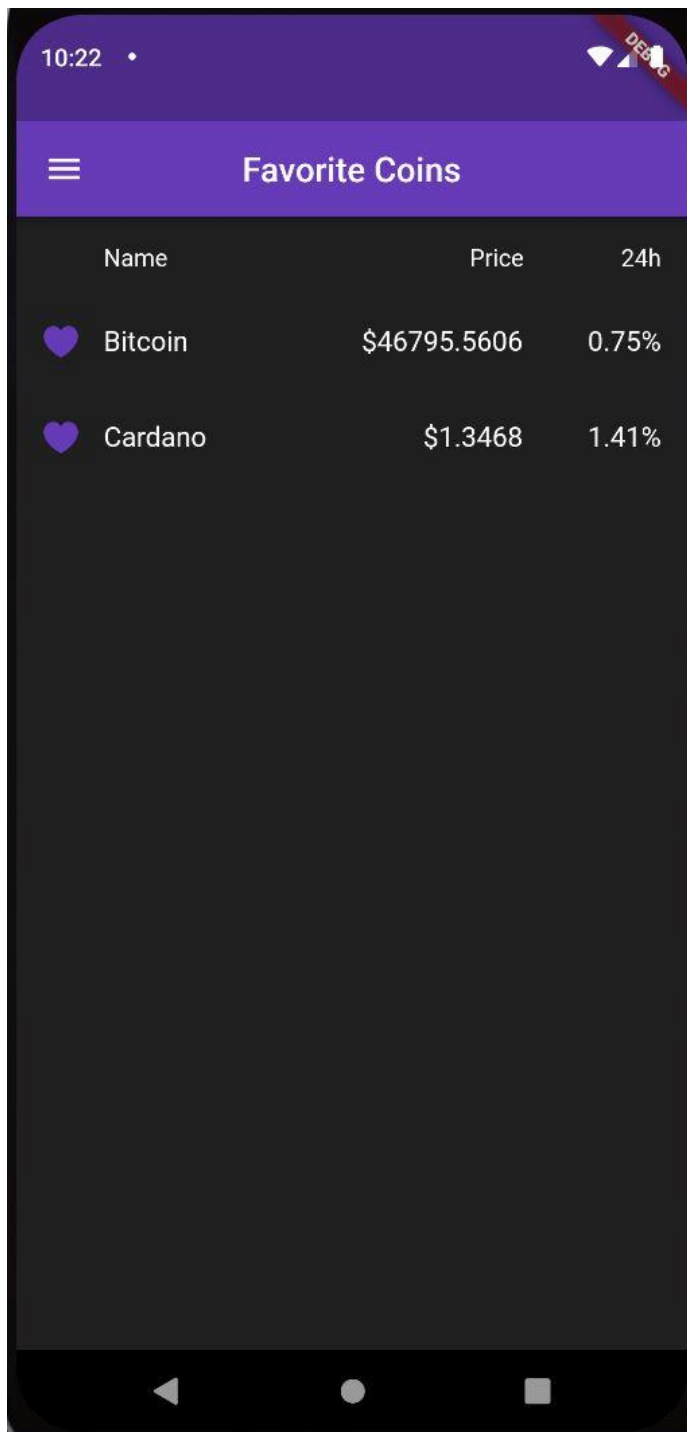 10:22
DEBUG
Favorite Coins
Name Price 24h
Bitcoin $46795.5606 0.75%
Cardano $1.3468 1.41%